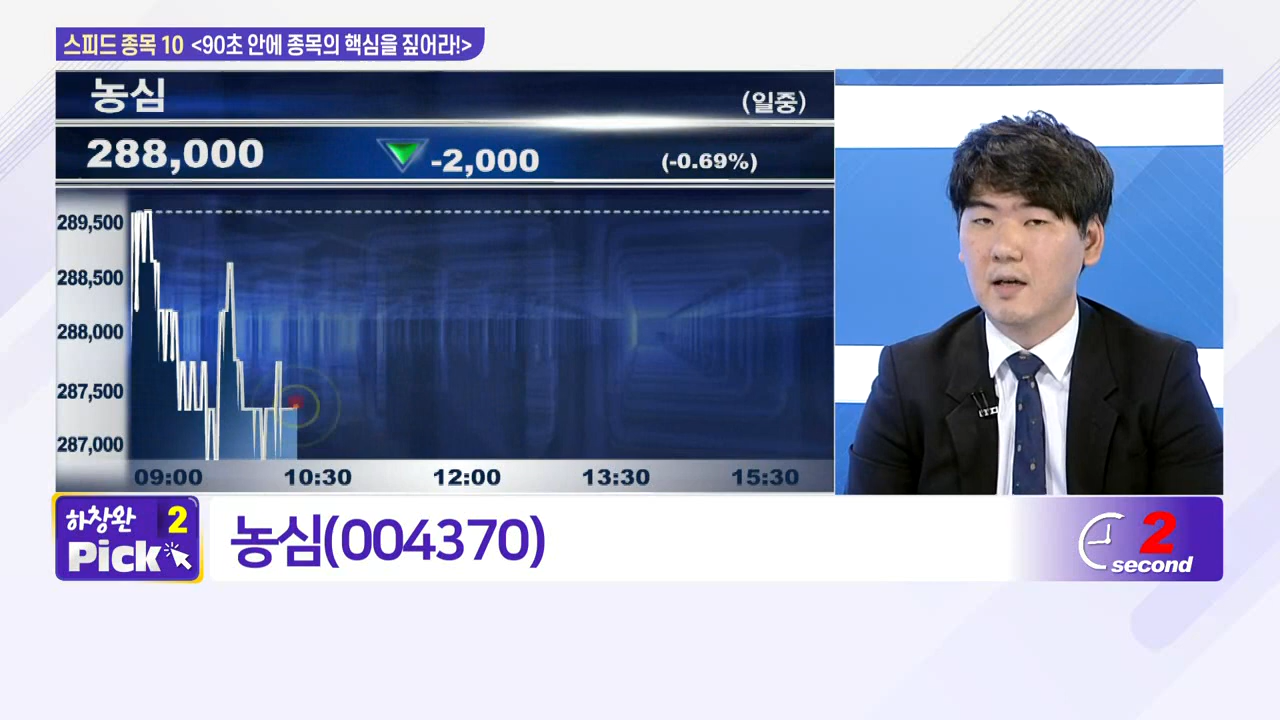 스피드 종목 10 <90초 안에 종목의 핵심을 짚어라!>
농심
(일중)
288,000 -2,000 (-0.69%)
289,500
288,500
288,000
287,500
287,000
09:00 10:30 12:00 13:30 15:30
하창완 2
Pick
농심(004370)
2
second